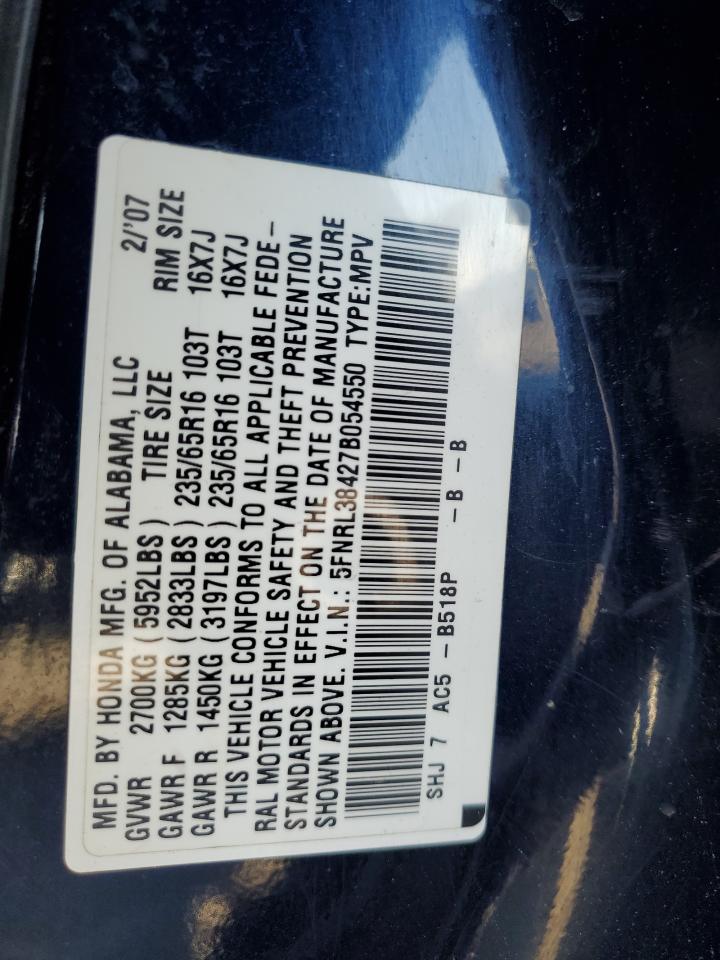 MFD. BY HONDA MFG. OF ALABAMA, LLC 2/'07
GVWR 2700KG (5952LBS) TIRE SIZE RIM SIZE
GAWR F 1285KG (2833LBS) 235/65R16 103T 16X7J
GAWR R 1450KG (3197LBS) 235/65R16 103T 16X7J
THIS VEHICLE CONFORMS TO ALL APPLICABLE FEDE-
RAL MOTOR VEHICLE SAFETY AND THEFT PREVENTION
STANDARDS IN EFFECT ON THE DATE OF MANUFACTURE
SHOWN ABOVE. V.I.N.: 5FNRL38427B054550 TYPE:MPV
SHJ 7 AC5 - B518P - B - B